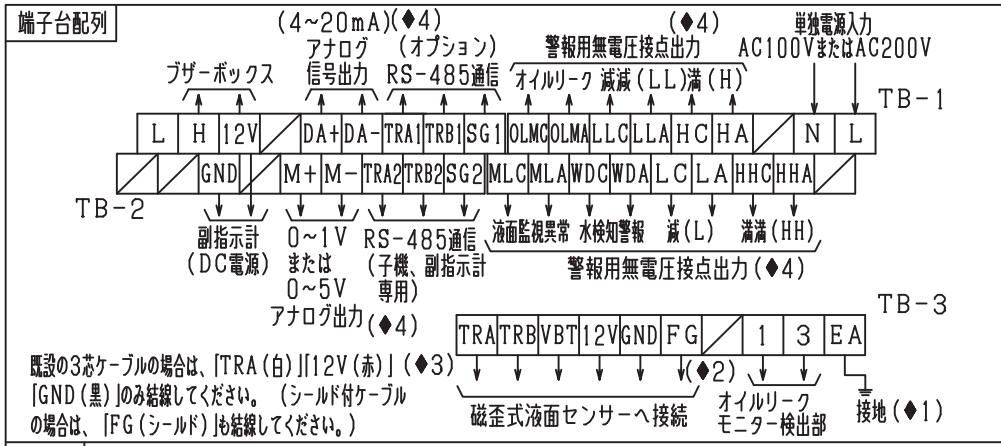 端子台配列
(4~20mA)(◆4)
アナログ
信号出力
(オプション)
RS-485通信
(◆4)
警報用無電圧接点出力
オイルリーク 減減(LL)満(H)
単独電源入力
AC100VまたはAC200V
ブザーボックス
TB-1
L H 12V DA+ DA- TRA1 TRB1 SG1 OLMC OLMA LLC LLA HC HA N L
GND M+ M- TRA2 TRB2 SG2 MLC MLA WDC WDA LC LA HHC HHA
TB-2
副指示計
(DC電源)
0~1V
または
0~5V
アナログ出力(◆4)
RS-485通信
(子機、副指示計
専用)
液面監視異常 水検知警報 減(L) 満満(HH)
警報用無電圧接点出力(◆4)
TB-3
TRA TRB VBT 12V GND FG 1 3 EA
(◆2)
磁歪式液面センサーへ接続
オイルリーク
モニター検出部
接地(◆1)
既設の3芯ケーブルの場合は、「TRA(白)」「12V(赤)」(◆3)
「GND(黒)」のみ結線してください。 (シールド付ケーブル
の場合は、「FG(シールド)」も結線してください。)